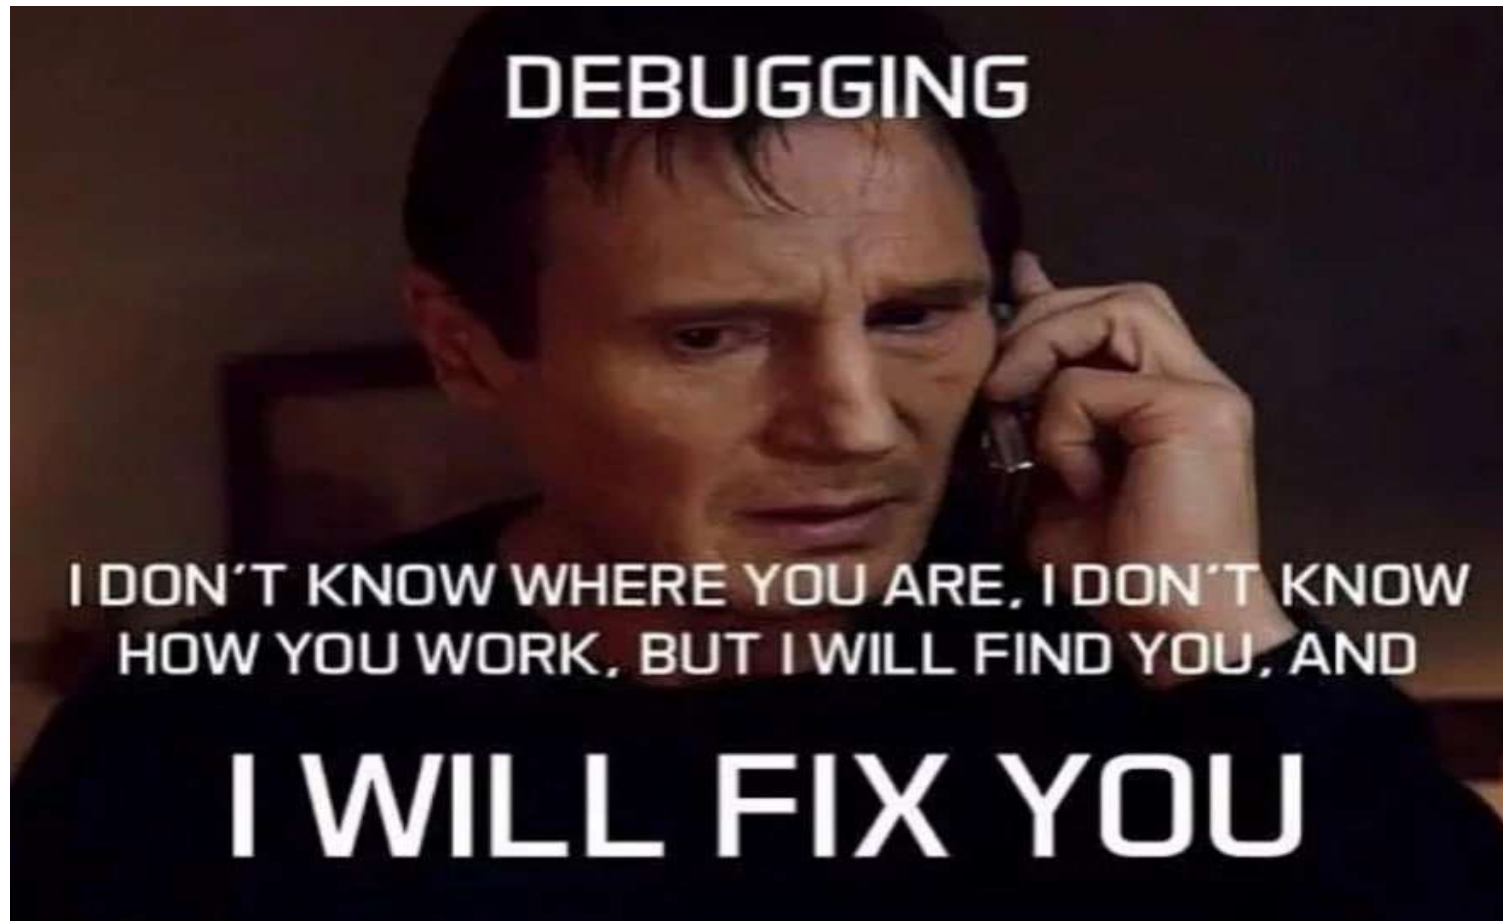 DEBUGGING
I DON´T KNOW WHERE YOU ARE, I DON´T KNOW
HOW YOU WORK, BUT I WILL FIND YOU, AND
I WILL FIX YOU